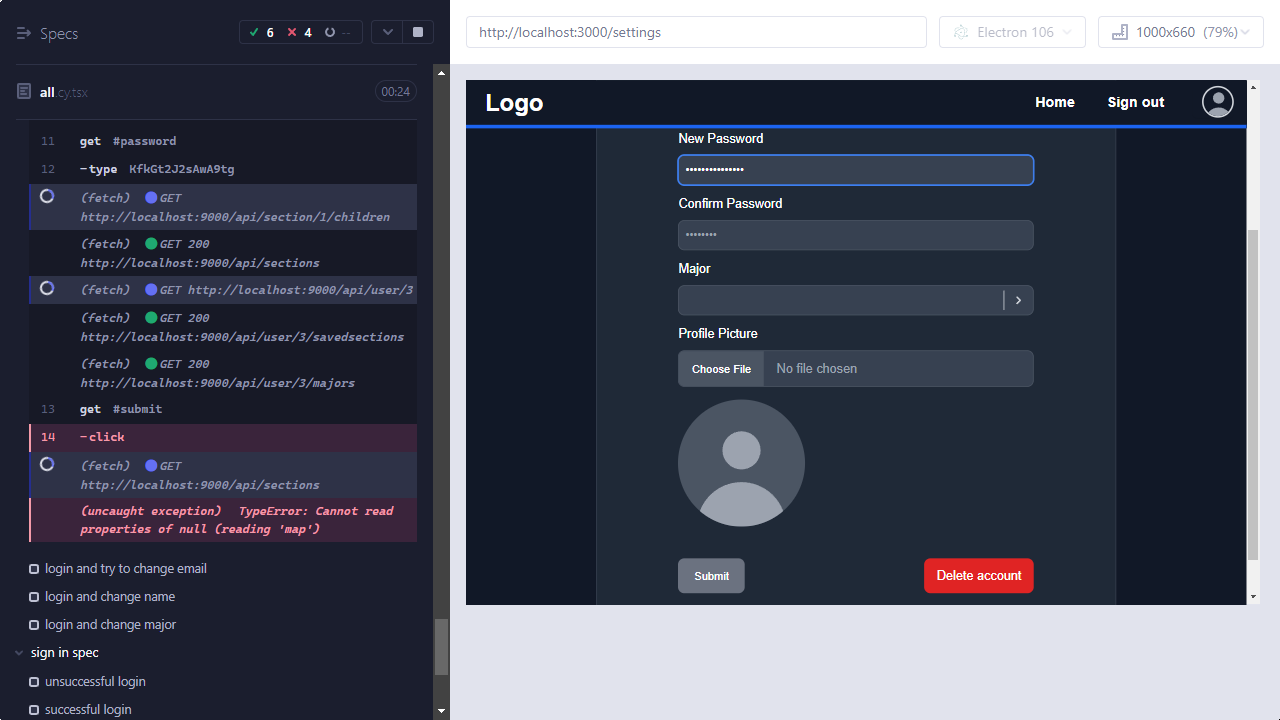 Specs
6
4
--
all.cy.tsx
00:24
11 get #password
12 -type KfkGt2J2sAwA9tg
(fetch) GET
http://localhost:9000/api/section/1/children
(fetch) GET 200
http://localhost:9000/api/sections
(fetch) GET http://localhost:9000/api/user/3
(fetch) GET 200
http://localhost:9000/api/user/3/savedsections
(fetch) GET 200
http://localhost:9000/api/user/3/majors
13 get #submit
14 -click
(fetch) GET
http://localhost:9000/api/sections
(uncaught exception) TypeError: Cannot read
properties of null (reading 'map')
login and try to change email
login and change name
login and change major
sign in spec
unsuccessful login
successful login
http://localhost:3000/settings
Electron 106
1000x660 (79%)
Logo
Home
Sign out
New Password
•••••••••••••••
Confirm Password
••••••••
Major
Profile Picture
Choose File
No file chosen
Submit
Delete account